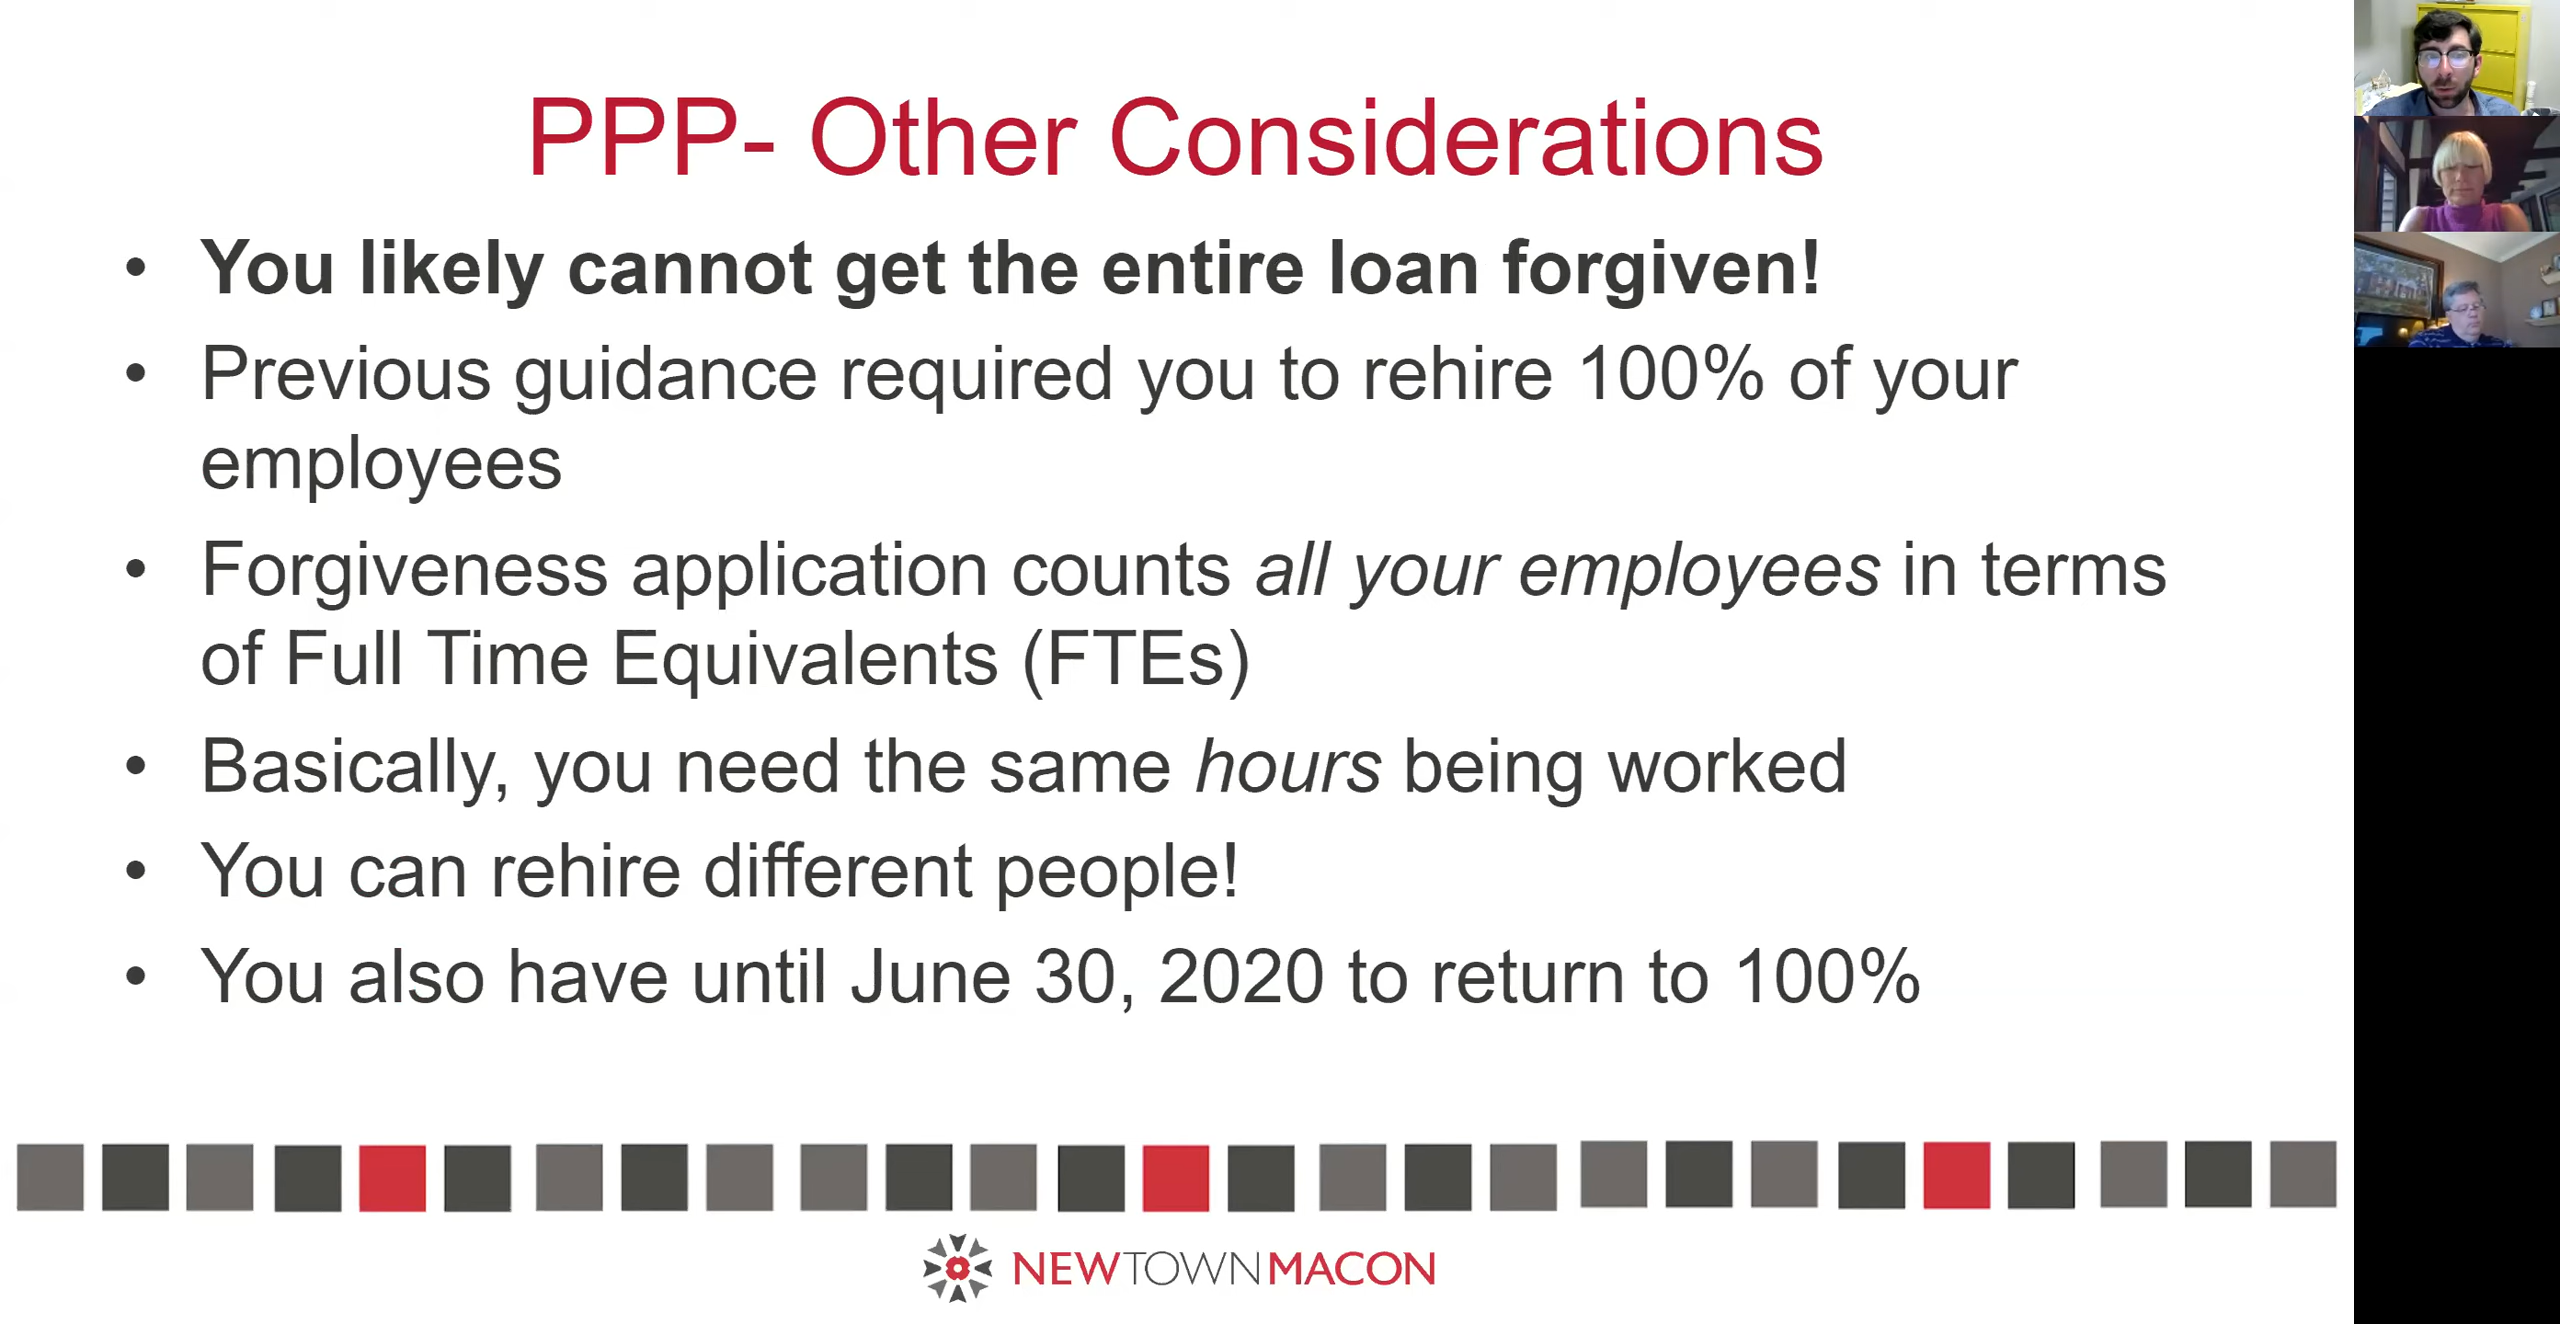 PPP- Other Considerations
• You likely cannot get the entire loan forgiven!
• Previous guidance required you to rehire 100% of your
employees
• Forgiveness application counts all your employees in terms
of Full Time Equivalents (FTEs)
• Basically, you need the same hours being worked
• You can rehire different people!
• You also have until June 30, 2020 to return to 100%
NEWTOWNMACON